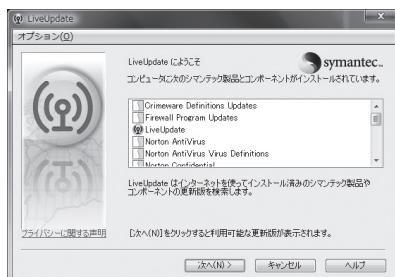 LiveUpdate
オプション(O)
LiveUpdate にようこそ
symantec.
コンピュータに次のシマンテック製品とコンポーネントがインストールされています。
Crimeware Definitions Updates
Firewall Program Updates
LiveUpdate
Norton AntiVirus
Norton AntiVirus Virus Definitions
Norton Confidential
LiveUpdate はインターネットを使ってインストール済みのシマンテック製品や
コンポーネントの更新版を検索します。
プライバシーに関する声明
[次へ(N)]をクリックすると利用可能な更新版が表示されます。
次へ(N) >
キャンセル
ヘルプ